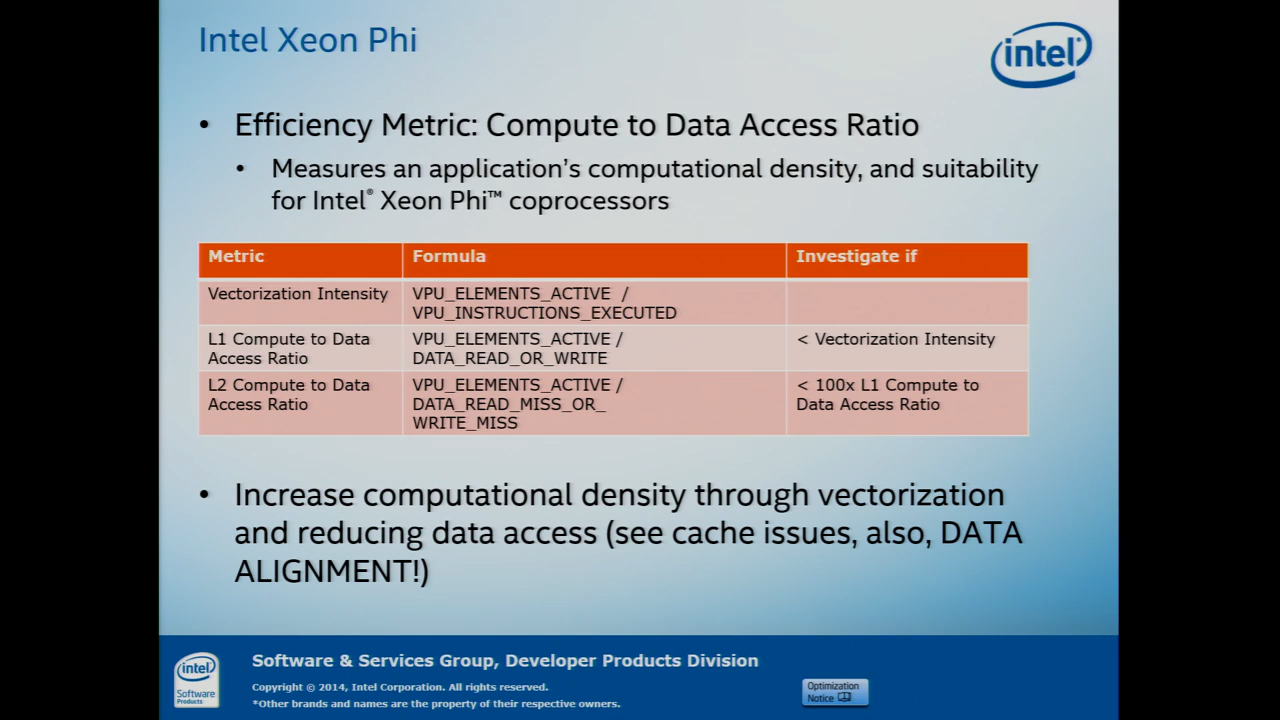 Intel Xeon Phi
intel
• Efficiency Metric: Compute to Data Access Ratio
• Measures an application's computational density, and suitability
for Intel® Xeon Phi™ coprocessors
Metric
Formula
Investigate if
Vectorization Intensity
VPU_ELEMENTS_ACTIVE /
VPU_INSTRUCTIONS_EXECUTED
L1 Compute to Data
Access Ratio
VPU_ELEMENTS_ACTIVE /
DATA_READ_OR_WRITE
< Vectorization Intensity
L2 Compute to Data
Access Ratio
VPU_ELEMENTS_ACTIVE /
DATA_READ_MISS_OR_
WRITE_MISS
< 100x L1 Compute to
Data Access Ratio
• Increase computational density through vectorization
and reducing data access (see cache issues, also, DATA
ALIGNMENT!)
intel
Software
Products
Software & Services Group, Developer Products Division
Copyright © 2014, Intel Corporation. All rights reserved.
*Other brands and names are the property of their respective owners.
Optimization
Notice